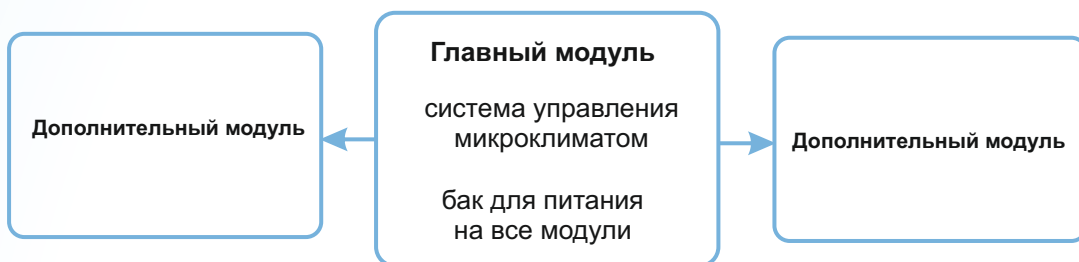 Дополнительный модуль
Главный модуль
система управления
микроклиматом
бак для питания
на все модули
Дополнительный модуль